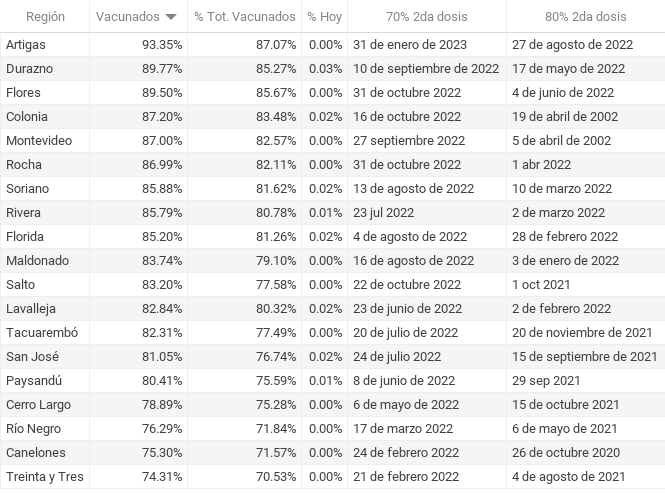 Región Vacunados % Tot. Vacunados % Hoy 70% 2da dosis 80% 2da dosis
Artigas 93.35% 87.07% 0.00% 31 de enero de 2023 27 de agosto de 2022
Durazno 89.77% 85.27% 0.03% 10 de septiembre de 2022 17 de mayo de 2022
Flores 89.50% 85.67% 0.00% 31 de octubre 2022 4 de junio de 2022
Colonia 87.20% 83.48% 0.02% 16 de octubre 2022 19 de abril de 2002
Montevideo 87.00% 82.57% 0.00% 27 septiembre 2022 5 de abril de 2002
Rocha 86.99% 82.11% 0.00% 31 de octubre 2022 1 abr 2022
Soriano 85.88% 81.62% 0.02% 13 de agosto de 2022 10 de marzo 2022
Rivera 85.79% 80.78% 0.01% 23 jul 2022 2 de marzo 2022
Florida 85.20% 81.26% 0.02% 4 de agosto de 2022 28 de febrero 2022
Maldonado 83.74% 79.10% 0.00% 16 de agosto de 2022 3 de enero de 2022
Salto 83.20% 77.58% 0.00% 22 de octubre 2022 1 oct 2021
Lavalleja 82.84% 80.32% 0.02% 23 de junio de 2022 2 de febrero 2022
Tacuarembó 82.31% 77.49% 0.00% 20 de julio de 2022 20 de noviembre de 2021
San José 81.05% 76.74% 0.02% 24 de julio 2022 15 de septiembre de 2021
Paysandú 80.41% 75.59% 0.01% 8 de junio de 2022 29 sep 2021
Cerro Largo 78.89% 75.28% 0.00% 6 de mayo de 2022 15 de octubre 2021
Río Negro 76.29% 71.84% 0.00% 17 de marzo 2022 6 de mayo de 2021
Canelones 75.30% 71.57% 0.00% 24 de febrero 2022 26 de octubre 2020
Treinta y Tres 74.31% 70.53% 0.00% 21 de febrero 2022 4 de agosto de 2021